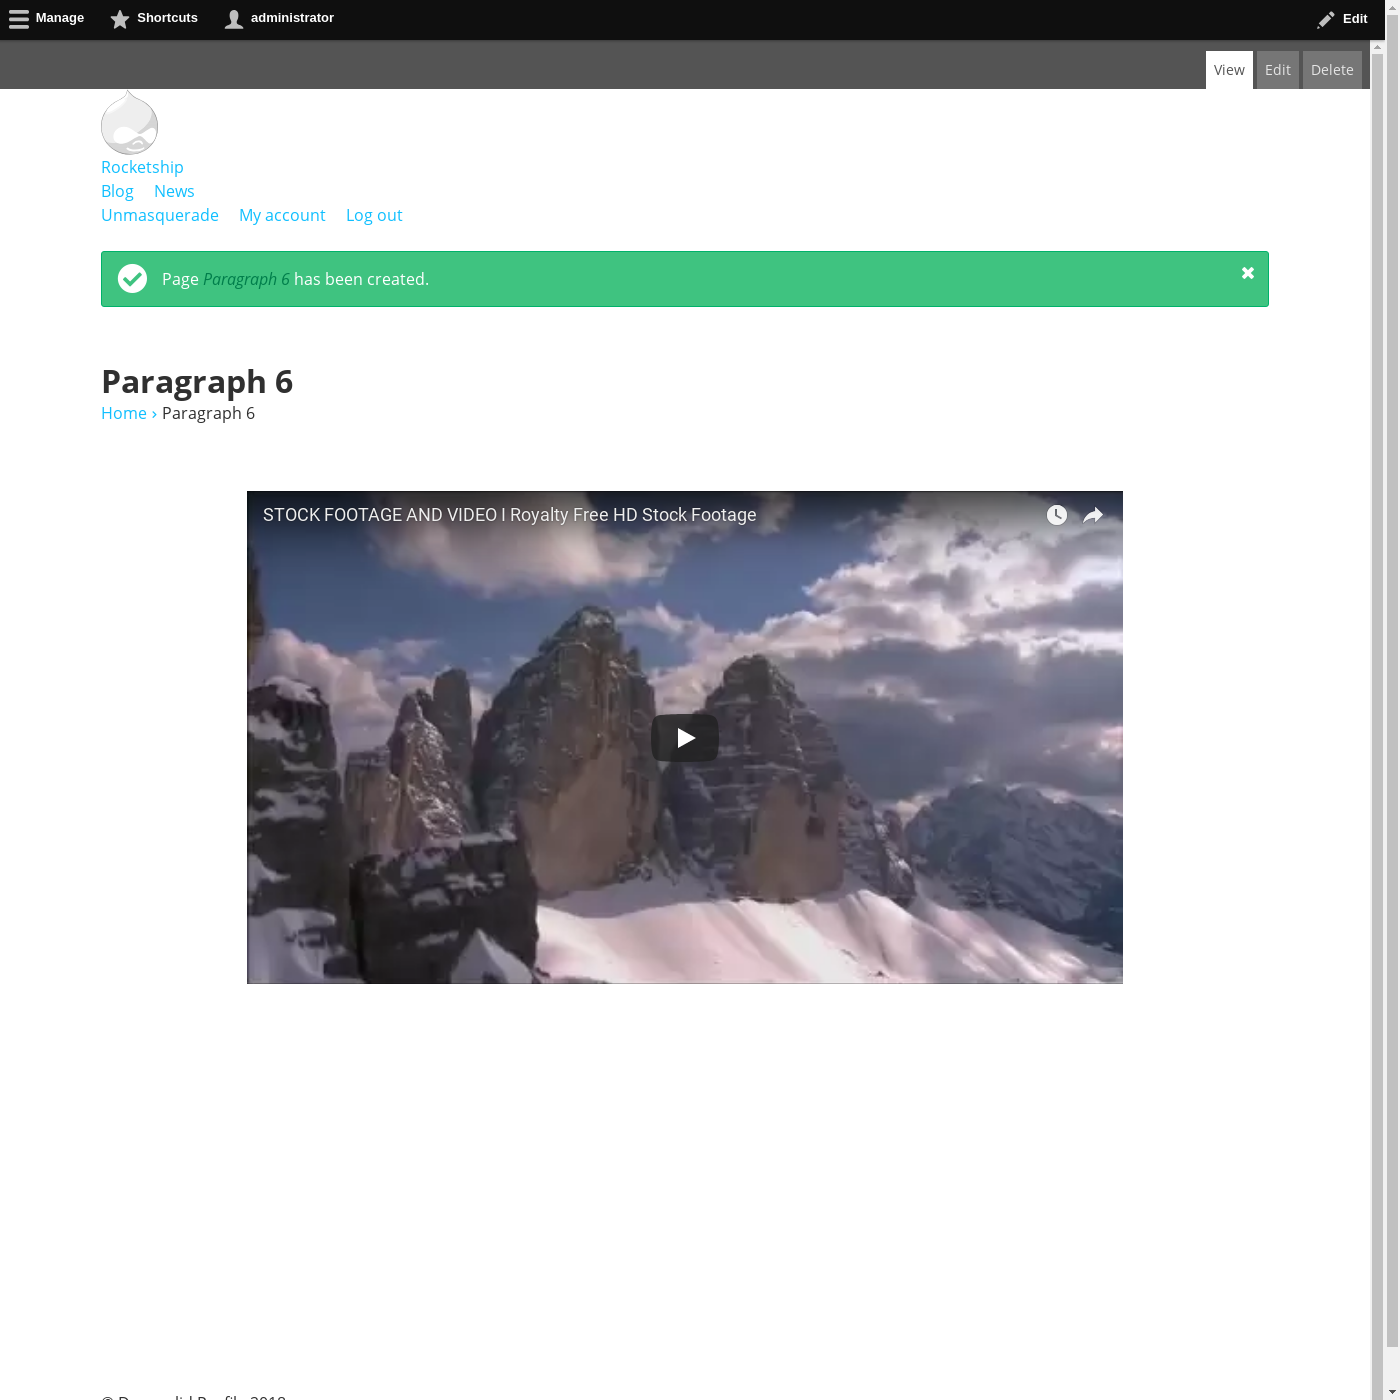 Manage Shortcuts administrator Edit
View Edit Delete
Rocketship
Blog News
Unmasquerade My account Log out
Page Paragraph 6 has been created.
Paragraph 6
Home › Paragraph 6
STOCK FOOTAGE AND VIDEO I Royalty Free HD Stock Footage